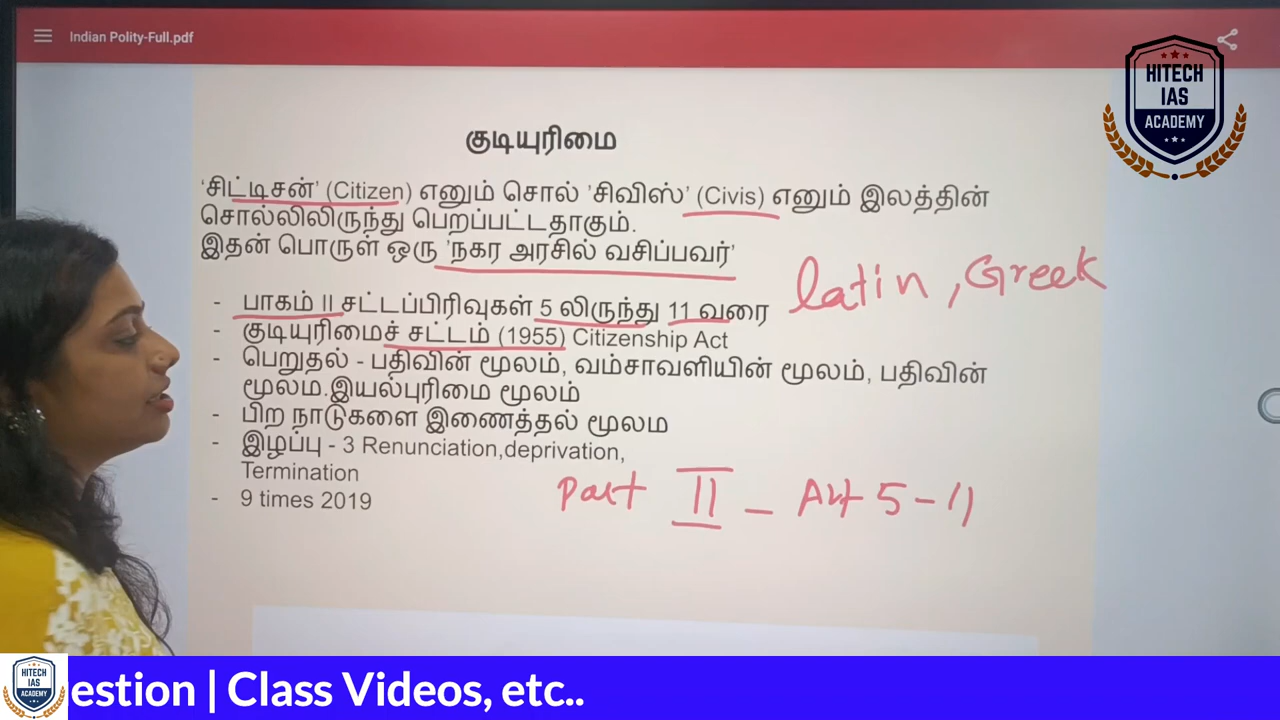 Indian Polity-Full.pdf
HITECH
IAS
ACADEMY
குடியுரிமை
'சிட்டிசன்' (Citizen) எனும் சொல் 'சிவிஸ்' (Civis) எனும் இலத்தின்
சொல்லிலிருந்து பெறப்பட்டதாகும்.
இதன் பொருள் ஒரு 'நகர அரசில் வசிப்பவர்'
latin, Greek
- பாகம் II சட்டப்பிரிவுகள் 5 லிருந்து 11 வரை
- குடியுரிமைச் சட்டம் (1955) Citizenship Act
- பெறுதல் - பதிவின் மூலம், வம்சாவளியின் மூலம், பதிவின்
மூலம.இயல்புரிமை மூலம்
- பிற நாடுகளை இணைத்தல் மூலம
- இழப்பு - 3 Renunciation,deprivation,
Termination
- 9 times 2019
Part II - Art 5-11
HITECH
IAS
ACADEMY
estion | Class Videos, etc..